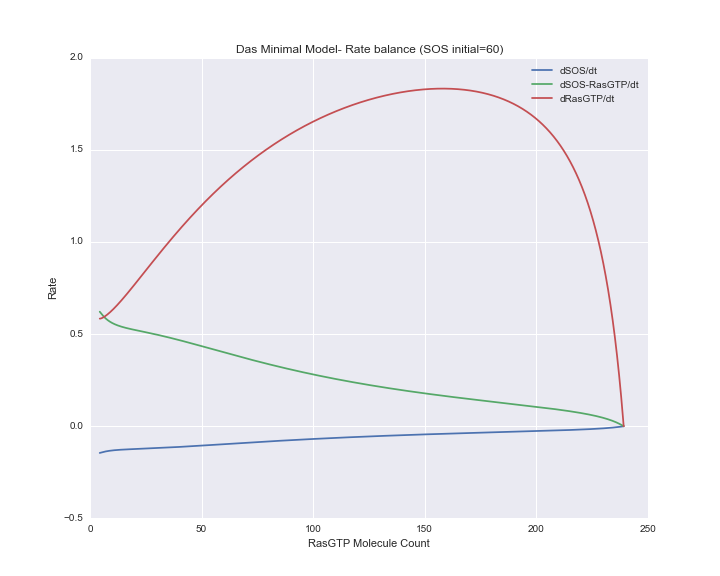 Das Minimal Model- Rate balance (SOS initial=60)
dSOS/dt
dSOS-RasGTP/dt
dRasGTP/dt
2.0
1.5
1.0
0.5
0.0
−0.5
Rate
0 50 100 150 200 250
RasGTP Molecule Count